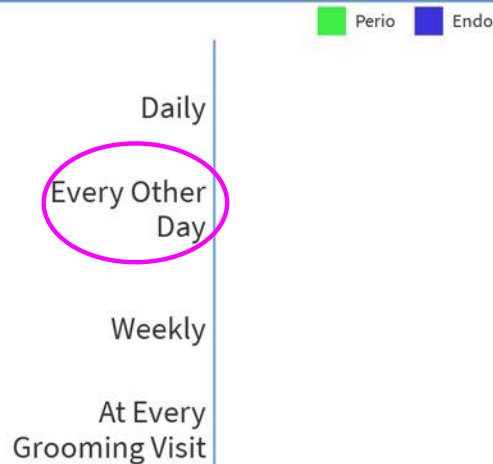 Perio Endo
Daily
Every Other
Day
Weekly
At Every
Grooming Visit